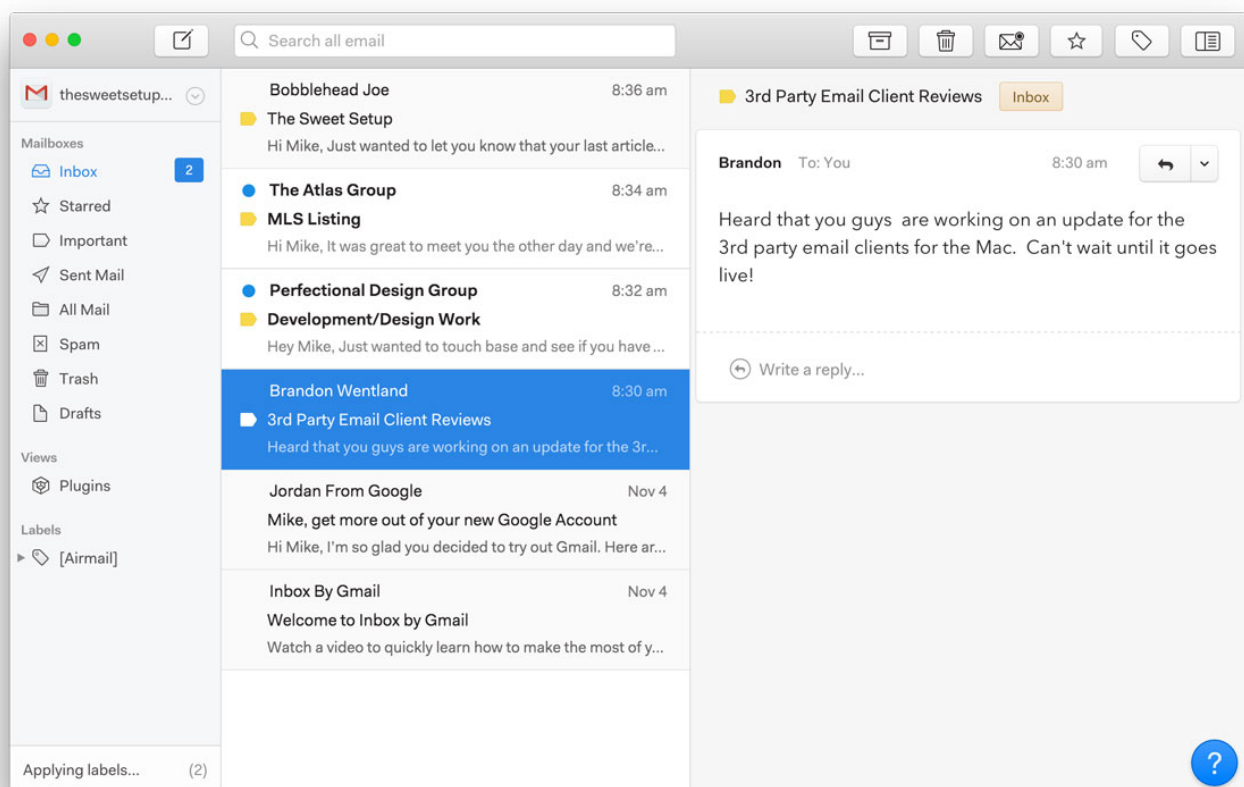 Search all email
thesweetsetup...
Mailboxes
Inbox 2
Starred
Important
Sent Mail
All Mail
Spam
Trash
Drafts
Views
Plugins
Labels
[Airmail]
Applying labels... (2)
Bobblehead Joe 8:36 am
The Sweet Setup
Hi Mike, Just wanted to let you know that your last article...
The Atlas Group 8:34 am
MLS Listing
Hi Mike, It was great to meet you the other day and we're...
Perfectional Design Group 8:32 am
Development/Design Work
Hey Mike, Just wanted to touch base and see if you have ...
Brandon Wentland 8:30 am
3rd Party Email Client Reviews
Heard that you guys are working on an update for the 3r...
Jordan From Google Nov 4
Mike, get more out of your new Google Account
Hi Mike, I'm so glad you decided to try out Gmail. Here ar...
Inbox By Gmail Nov 4
Welcome to Inbox by Gmail
Watch a video to quickly learn how to make the most of y...
3rd Party Email Client Reviews Inbox
Brandon To: You 8:30 am
Heard that you guys are working on an update for the
3rd party email clients for the Mac. Can't wait until it goes
live!
Write a reply...
?